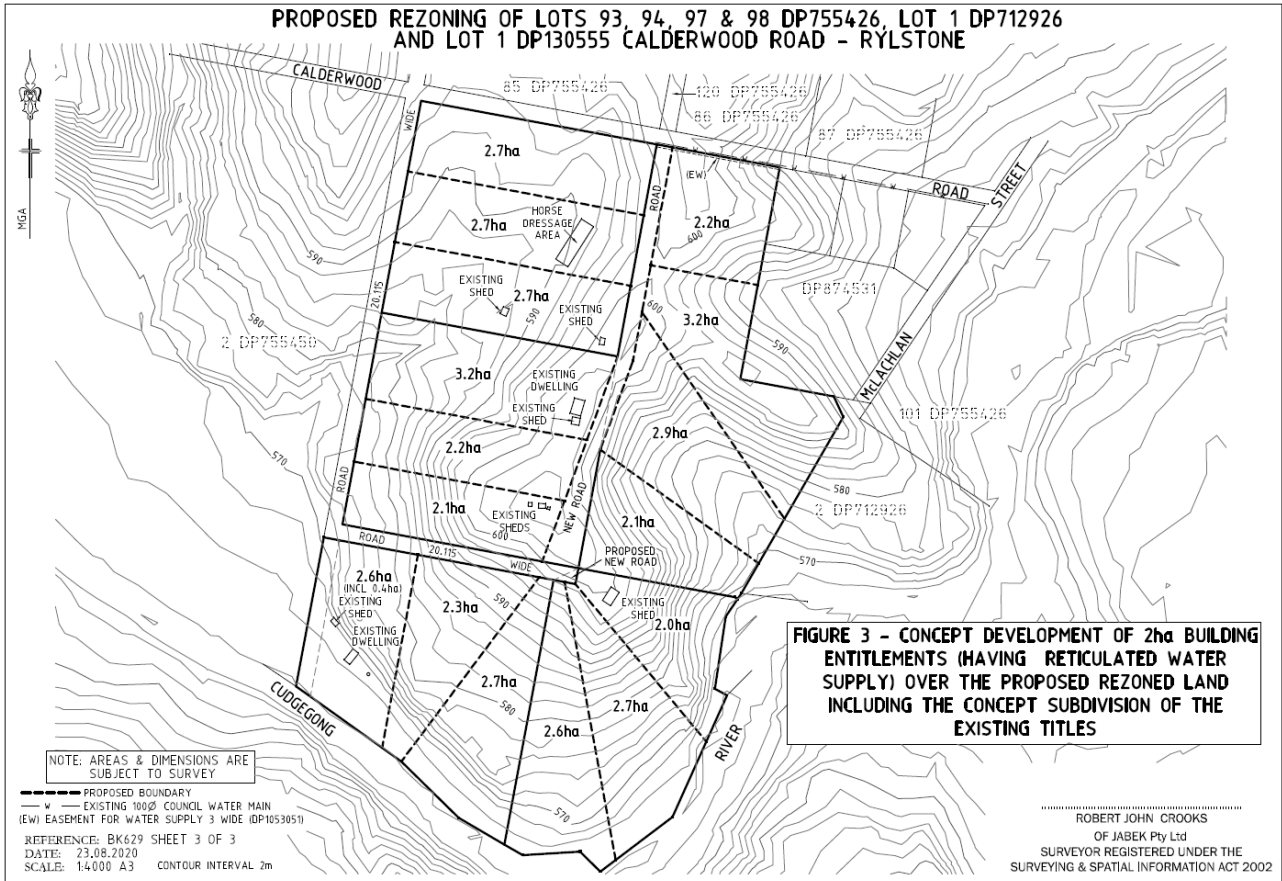 PROPOSED REZONING OF LOTS 93, 94, 97 & 98 DP755426, LOT 1 DP712926
AND LOT 1 DP130555 CALDERWOOD ROAD - RYLSTONE
MGA
CALDERWOOD
85 DP755426
120 DP755426
86 DP755426
87 DP755426
WIDE
ROAD
STREET
2.7ha
ROAD
(EW)
2.2ha
600
HORSE
DRESSAGE
AREA
2.7ha
590
EXISTING
SHED
2.7ha
EXISTING
SHED
590
20.115
600
3.2ha
DP874531
590
580
2 DP755450
McLACHLAN
3.2ha
EXISTING
DWELLING
EXISTING
SHED
101 DP755426
2.9ha
2.2ha
570
580
ROAD
2.1ha
EXISTING
SHEDS
600
NEW ROAD
2.1ha
2 DP712926
570
ROAD
20.115
WIDE
PROPOSED
NEW ROAD
2.6ha
(INCL 0.4ha)
EXISTING
SHED
EXISTING
DWELLING
2.3ha
590
EXISTING
SHED
2.0ha
CUDGEGONG
2.7ha
580
2.6ha
2.7ha
RIVER
570
FIGURE 3 - CONCEPT DEVELOPMENT OF 2ha BUILDING
ENTITLEMENTS (HAVING RETICULATED WATER
SUPPLY) OVER THE PROPOSED REZONED LAND
INCLUDING THE CONCEPT SUBDIVISION OF THE
EXISTING TITLES
NOTE: AREAS & DIMENSIONS ARE
SUBJECT TO SURVEY
PROPOSED BOUNDARY
W EXISTING 100Ø COUNCIL WATER MAIN
(EW) EASEMENT FOR WATER SUPPLY 3 WIDE (DP1053051)
REFERENCE: BK629 SHEET 3 OF 3
DATE: 23.08.2020
SCALE: 1:4000 A3 CONTOUR INTERVAL 2m
ROBERT JOHN CROOKS
OF JABEK Pty Ltd
SURVEYOR REGISTERED UNDER THE
SURVEYING & SPATIAL INFORMATION ACT 2002